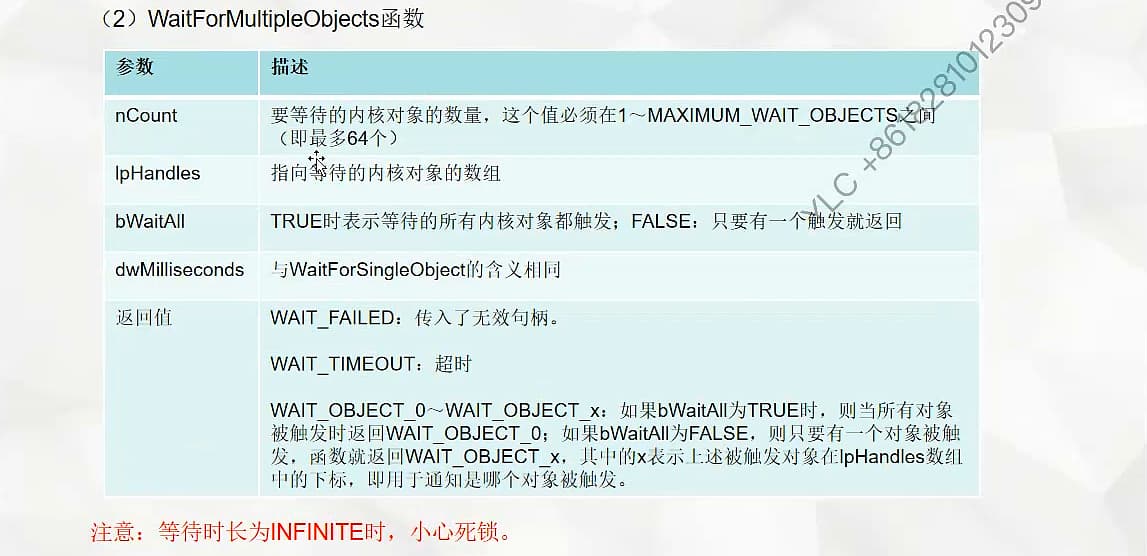 （2）WaitForMultipleObjects函数
参数 描述
nCount 要等待的内核对象的数量，这个值必须在1～MAXIMUM_WAIT_OBJECTS之间
（即最多64个）
lpHandles 指向等待的内核对象的数组
bWaitAll TRUE时表示等待的所有内核对象都触发；FALSE：只要有一个触发就返回
dwMilliseconds 与WaitForSingleObject的含义相同
返回值 WAIT_FAILED：传入了无效句柄。
WAIT_TIMEOUT：超时
WAIT_OBJECT_0～WAIT_OBJECT_x：如果bWaitAll为TRUE时，则当所有对象
被触发时返回WAIT_OBJECT_0；如果bWaitAll为FALSE，则只要有一个对象被触
发，函数就返回WAIT_OBJECT_x，其中的x表示上述被触发对象在lpHandles数组
中的下标，即用于通知是哪个对象被触发。
注意：等待时长为INFINITE时，小心死锁。